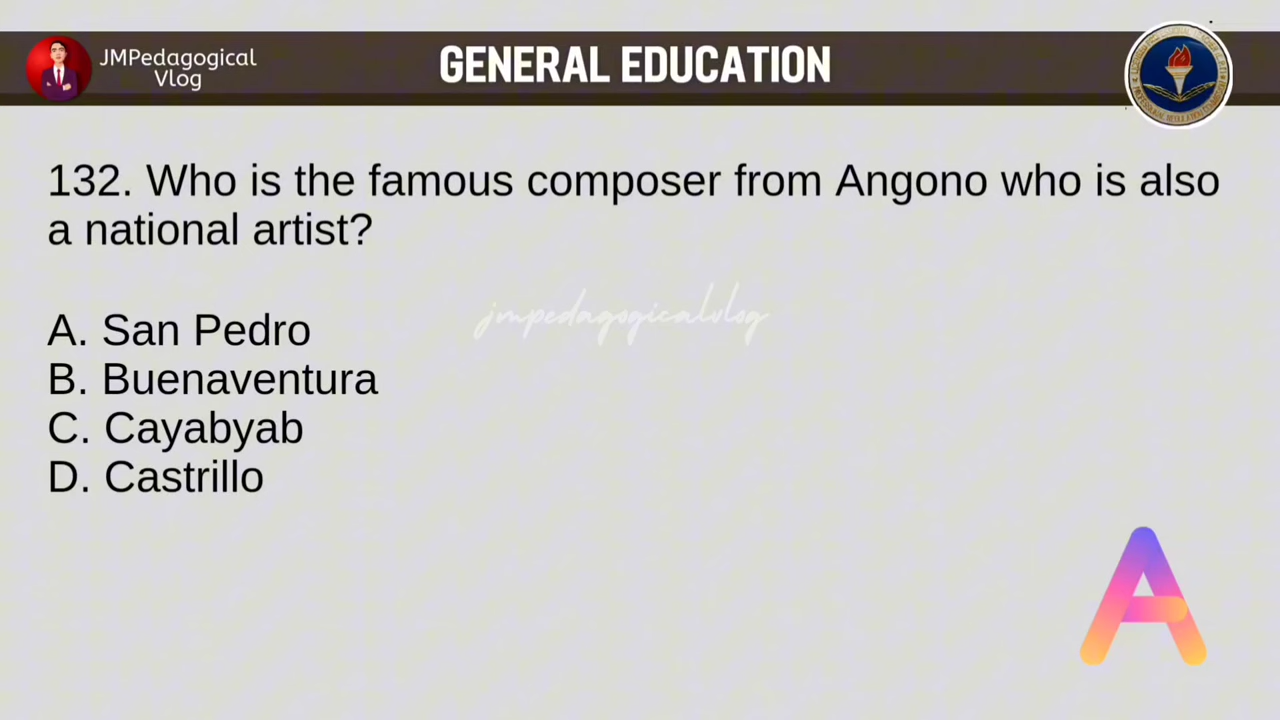 JMPedagogical
Vlog
GENERAL EDUCATION
132. Who is the famous composer from Angono who is also
a national artist?
jmpedagogicalvlog
A. San Pedro
B. Buenaventura
C. Cayabyab
D. Castrillo
A